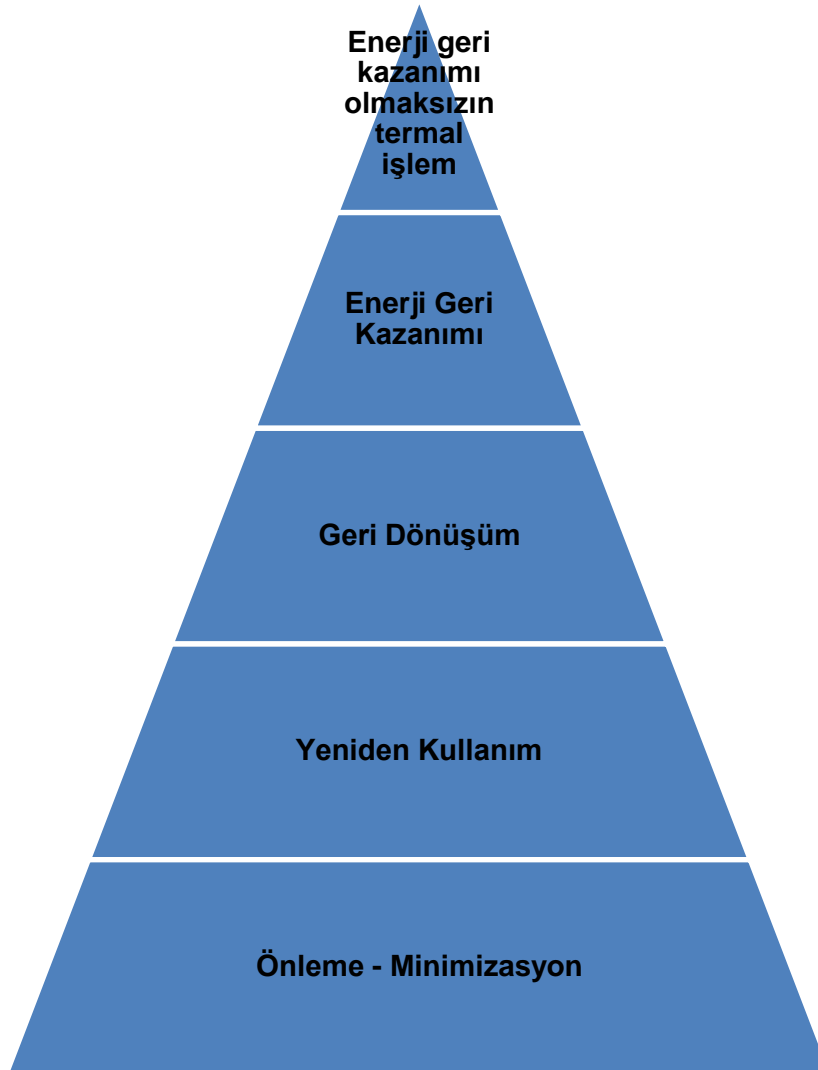 Enerji geri
kazanımı
olmaksızın
termal
işlem
Enerji Geri
Kazanımı
Geri Dönüşüm
Yeniden Kullanım
Önleme - Minimizasyon